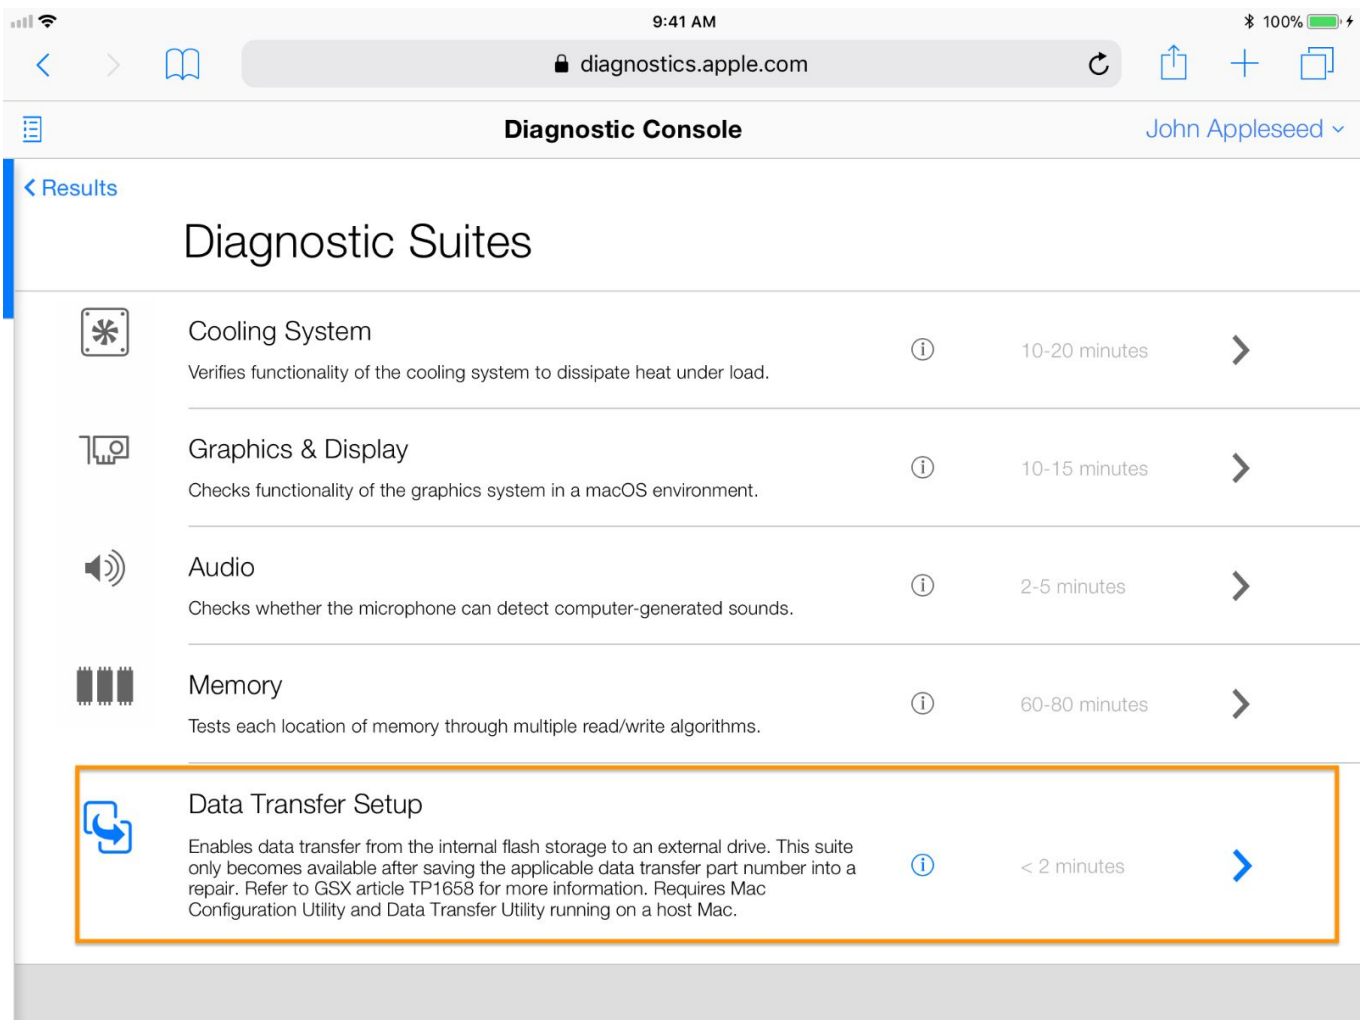 9:41 AM
100%
diagnostics.apple.com
Diagnostic Console
John Appleseed
Results
Diagnostic Suites
Cooling System
Verifies functionality of the cooling system to dissipate heat under load.
10-20 minutes
Graphics & Display
Checks functionality of the graphics system in a macOS environment.
10-15 minutes
Audio
Checks whether the microphone can detect computer-generated sounds.
2-5 minutes
Memory
Tests each location of memory through multiple read/write algorithms.
60-80 minutes
Data Transfer Setup
Enables data transfer from the internal flash storage to an external drive. This suite
only becomes available after saving the applicable data transfer part number into a
repair. Refer to GSX article TP1658 for more information. Requires Mac
Configuration Utility and Data Transfer Utility running on a host Mac.
< 2 minutes